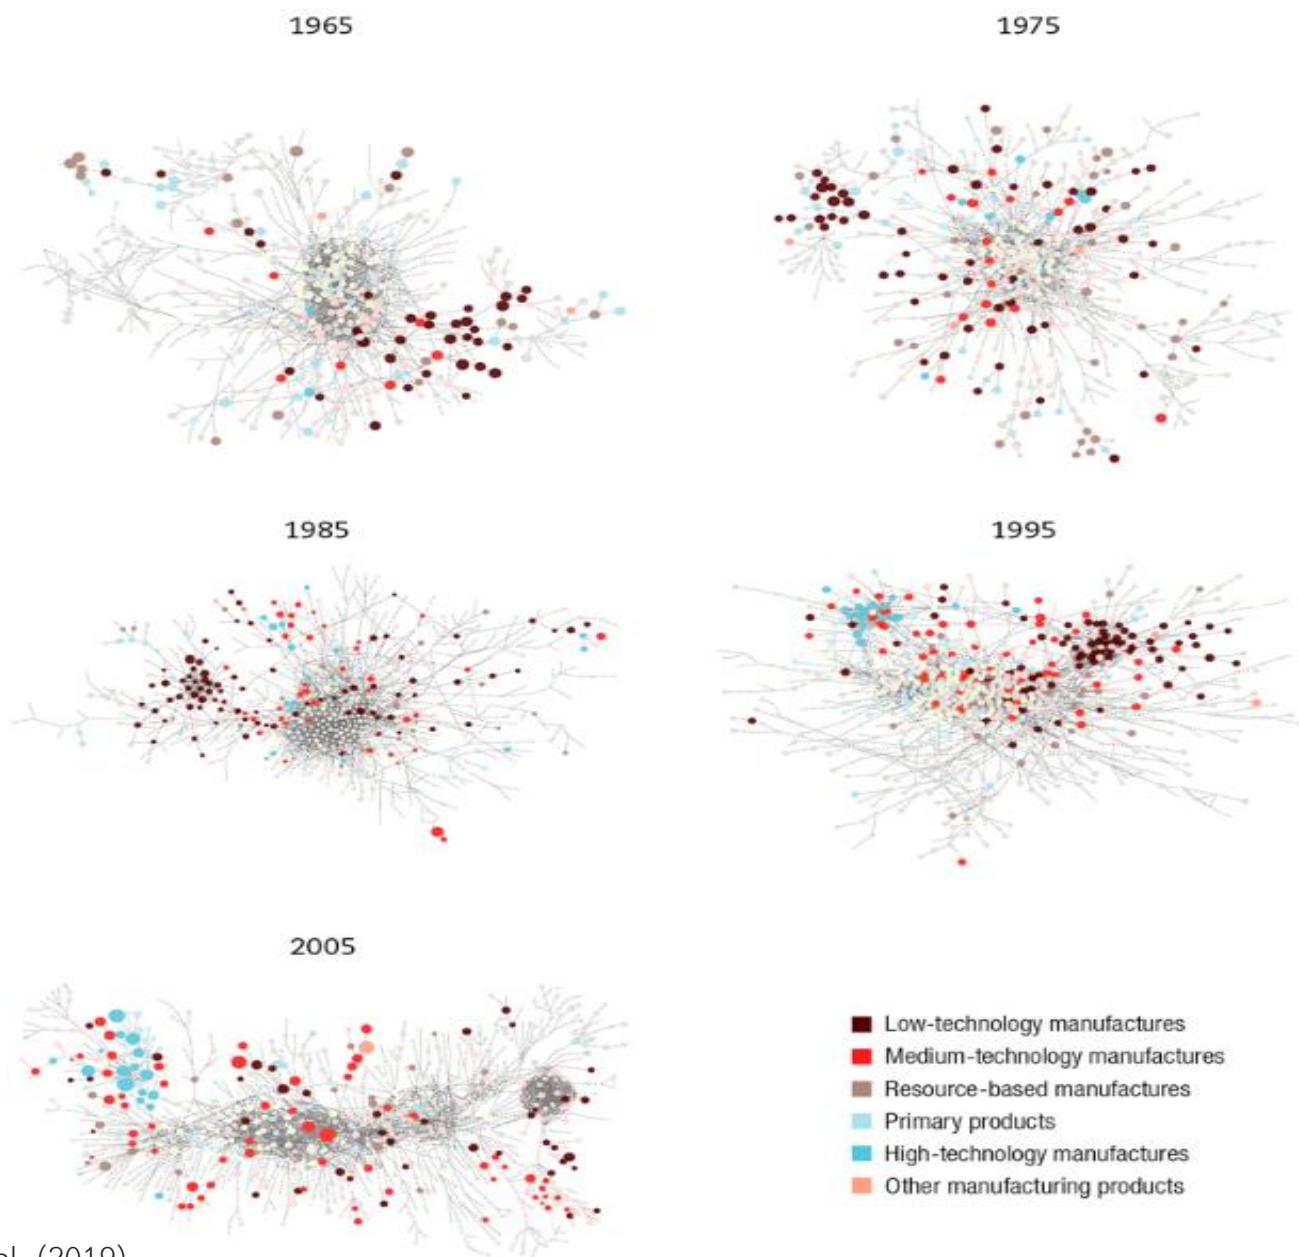 1965
1975
1985
1995
2005
Low-technology manufactures
Medium-technology manufactures
Resource-based manufactures
Primary products
High-technology manufactures
Other manufacturing products
(2019)